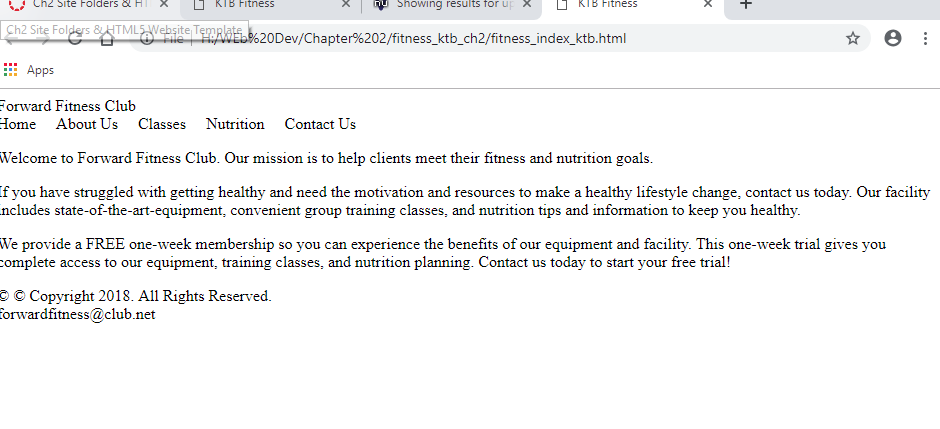 Ch2 Site Folders & HT
KTB Fitness
Showing results for up
KTB Fitness
Ch2 Site Folders & HTML5 Website Template
File | H:/WEb%20Dev/Chapter%202/fitness_ktb_ch2/fitness_index_ktb.html
Apps
Forward Fitness Club
Home About Us Classes Nutrition Contact Us
Welcome to Forward Fitness Club. Our mission is to help clients meet their fitness and nutrition goals.
If you have struggled with getting healthy and need the motivation and resources to make a healthy lifestyle change, contact us today. Our facility
includes state-of-the-art-equipment, convenient group training classes, and nutrition tips and information to keep you healthy.
We provide a FREE one-week membership so you can experience the benefits of our equipment and facility. This one-week trial gives you
complete access to our equipment, training classes, and nutrition planning. Contact us today to start your free trial!
© © Copyright 2018. All Rights Reserved.
forwardfitness@club.net